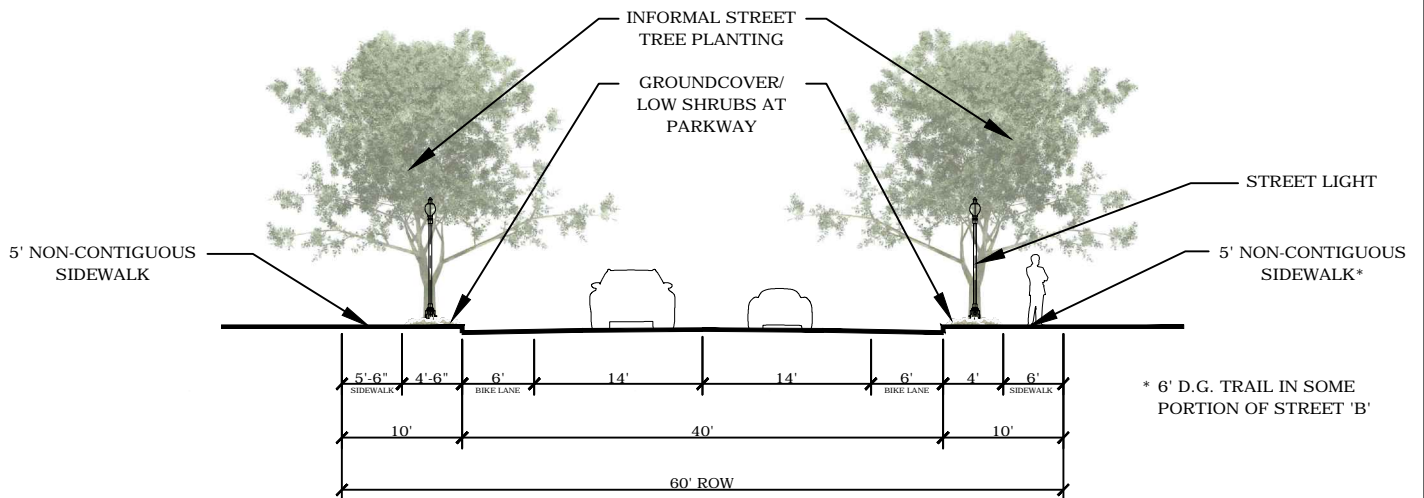 INFORMAL STREET
TREE PLANTING
GROUNDCOVER/
LOW SHRUBS AT
PARKWAY
STREET LIGHT
5' NON-CONTIGUOUS
SIDEWALK
5' NON-CONTIGUOUS
SIDEWALK*
5'-6" 4'-6" 6' 14' 14' 6' 4' 6'
SIDEWALK BIKE LANE BIKE LANE SIDEWALK
* 6' D.G. TRAIL IN SOME
PORTION OF STREET 'B'
10' 40' 10'
60' ROW